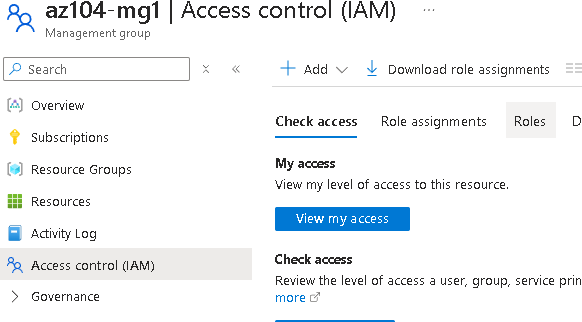 az104-mg1 | Access control (IAM) ...
Management group
Search
Add
Download role assignments
Overview
Subscriptions
Resource Groups
Resources
Activity Log
Access control (IAM)
Governance
Check access
Role assignments
Roles
D
My access
View my level of access to this resource.
View my access
Check access
Review the level of access a user, group, service prin
more